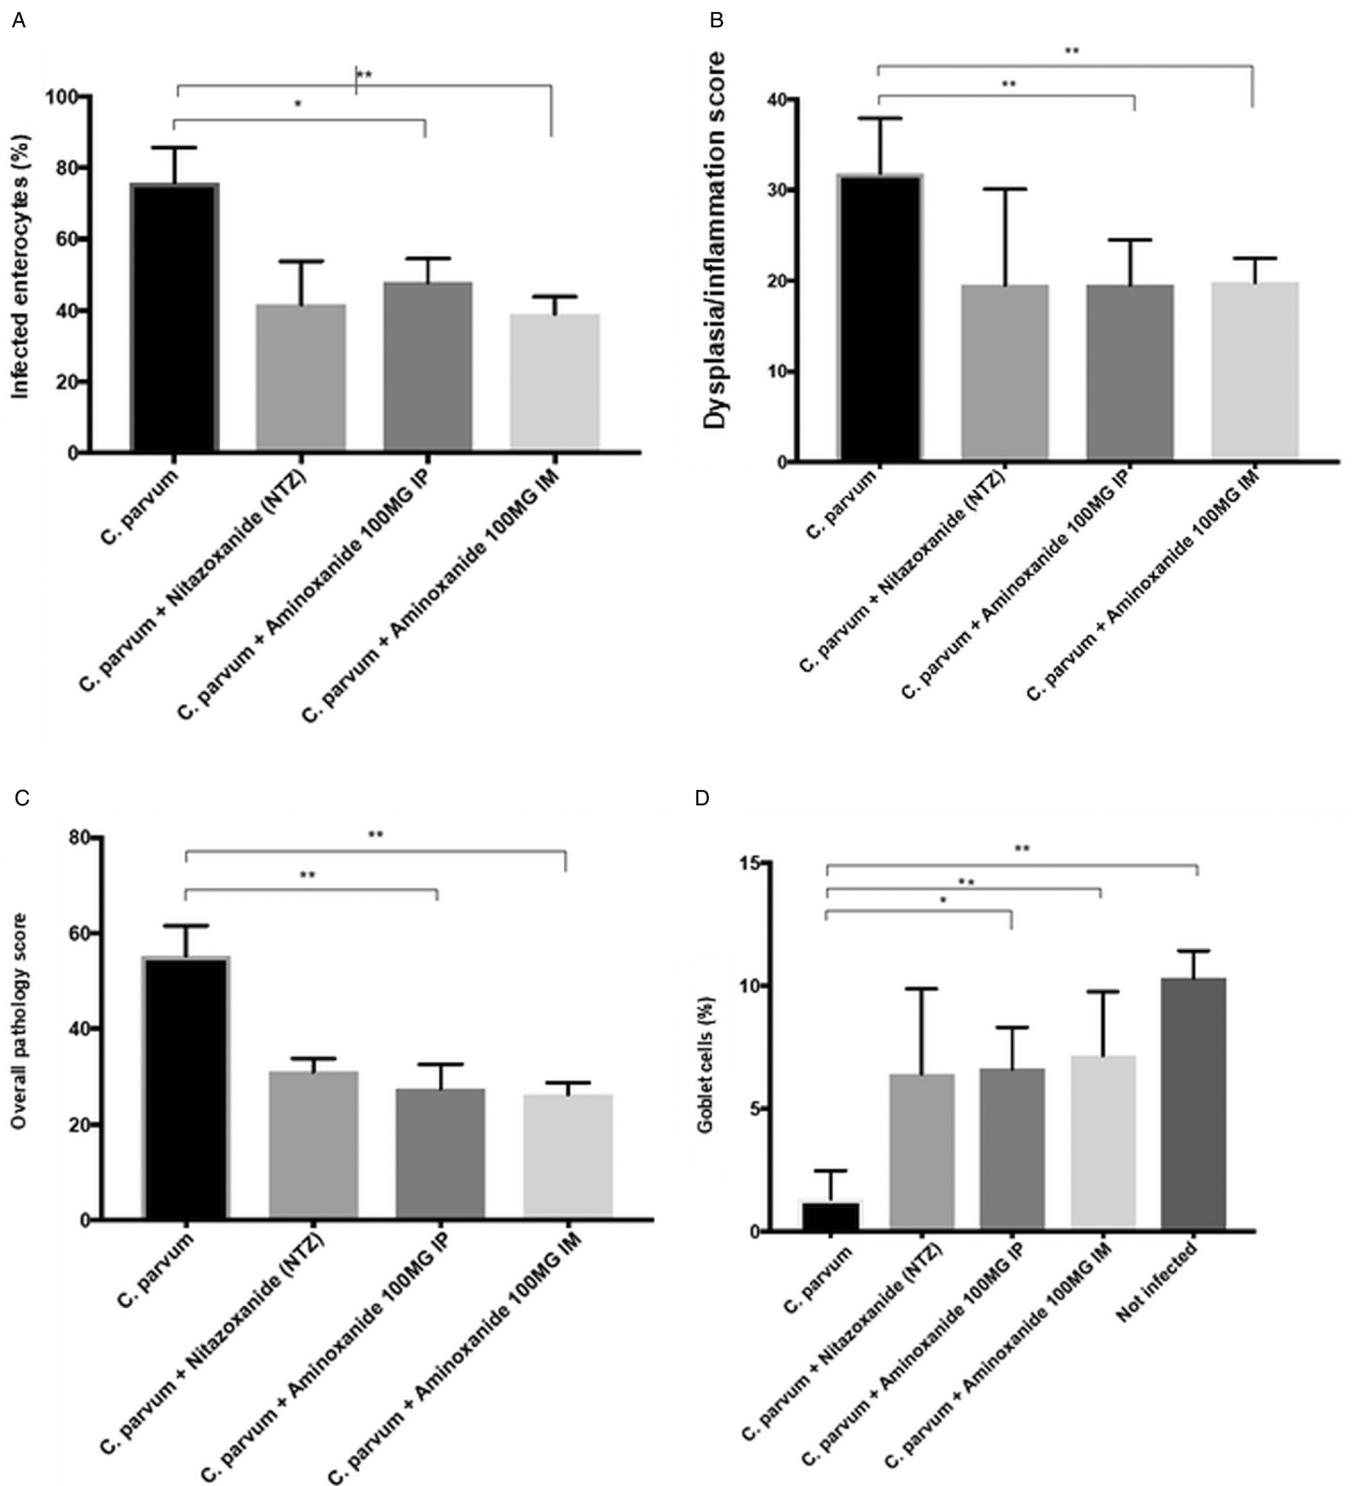 A
Infected enterocytes (%)
100
80
60
40
20
0
*
**
C. parvum
C. parvum + Nitazoxanide (NTZ)
C. parvum + Aminoxanide 100MG IP
C. parvum + Aminoxanide 100MG IM
B
Dysplasia/inflammation score
40
30
20
10
0
**
**
C. parvum
C. parvum + Nitazoxanide (NTZ)
C. parvum + Aminoxanide 100MG IP
C. parvum + Aminoxanide 100MG IM
C
Overall pathology score
80
60
40
20
0
**
**
C. parvum
C. parvum + Nitazoxanide (NTZ)
C. parvum + Aminoxanide 100MG IP
C. parvum + Aminoxanide 100MG IM
D
Goblet cells (%)
15
10
5
0
**
**
*
C. parvum
C. parvum + Nitazoxanide (NTZ)
C. parvum + Aminoxanide 100MG IP
C. parvum + Aminoxanide 100MG IM
Not infected